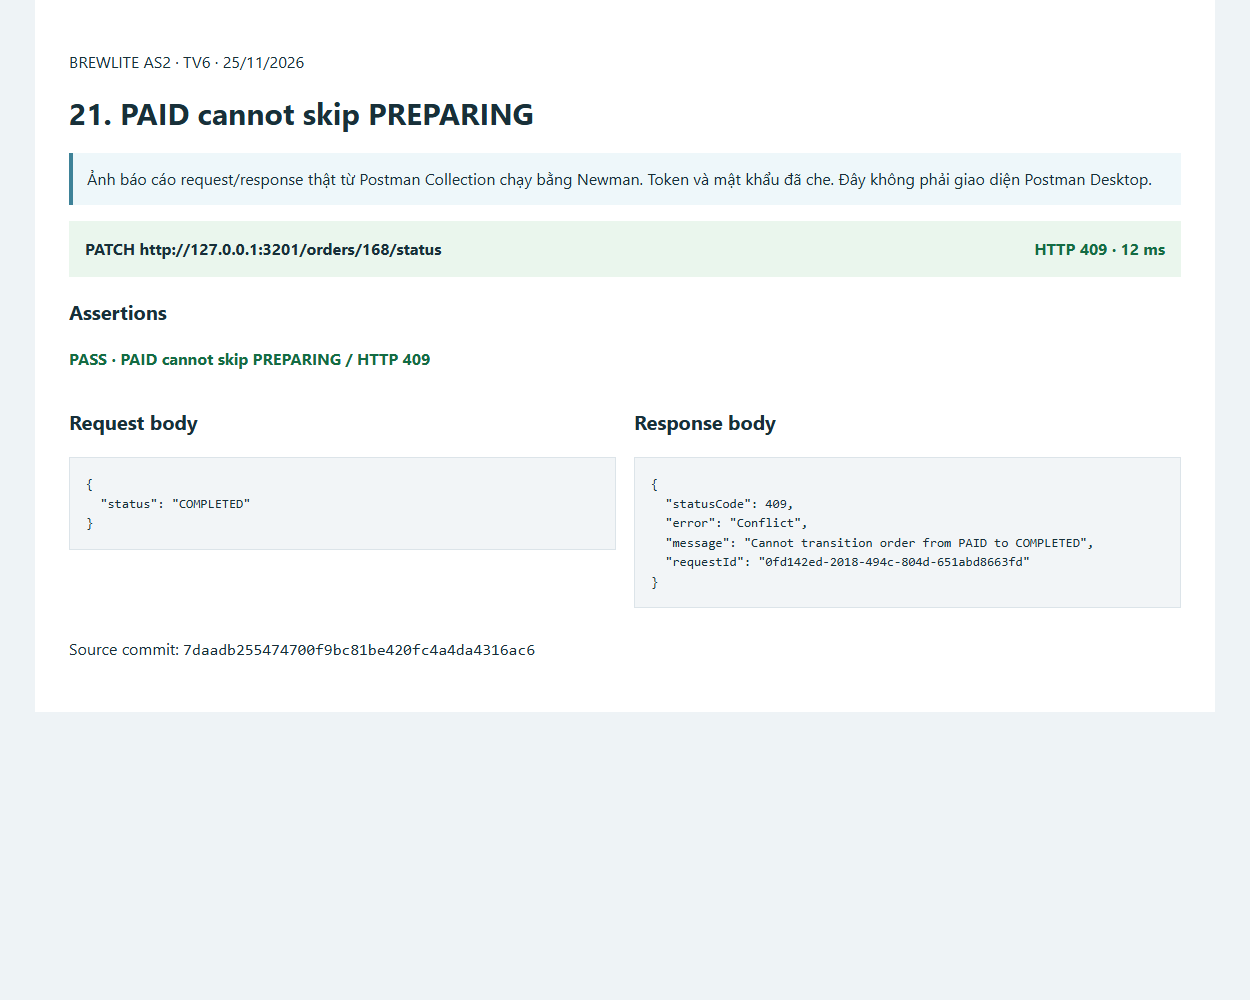 BREWLITE AS2 · TV6 · 25/11/2026
21. PAID cannot skip PREPARING
Ảnh báo cáo request/response thật từ Postman Collection chạy bằng Newman. Token và mật khẩu đã che. Đây không phải giao diện Postman Desktop.
PATCH http://127.0.0.1:3201/orders/168/status
HTTP 409 · 12 ms
Assertions
PASS · PAID cannot skip PREPARING / HTTP 409
Request body
{
  "status": "COMPLETED"
}
Response body
{
  "statusCode": 409,
  "error": "Conflict",
  "message": "Cannot transition order from PAID to COMPLETED",
  "requestId": "0fd142ed-2018-494c-804d-651abd8663fd"
}
Source commit: 7daadb255474700f9bc81be420fc4a4da4316ac6